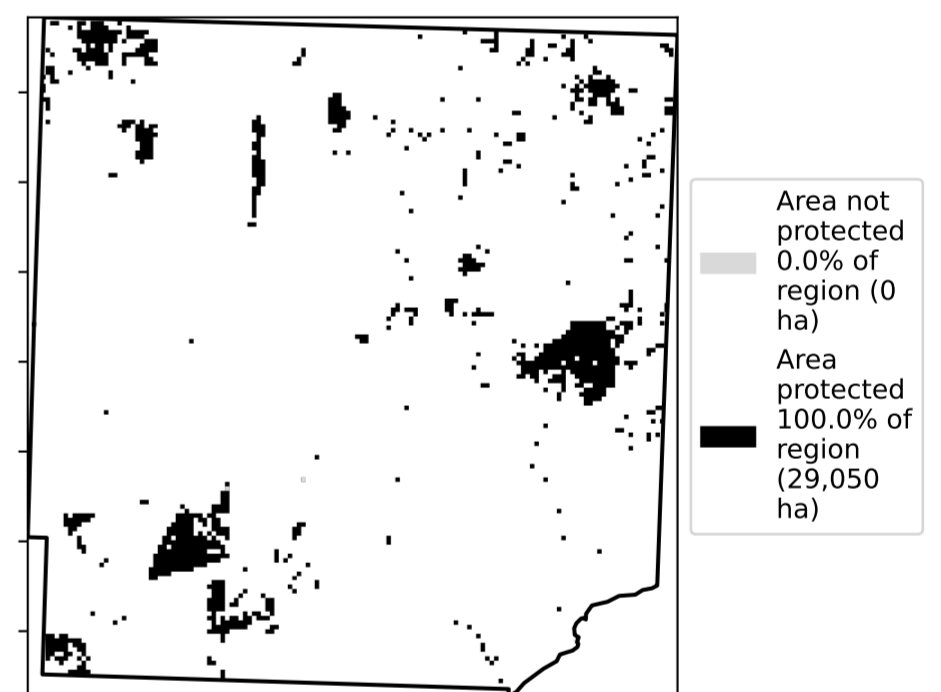 Area not
protected
0.0% of
region (0
ha)
Area
protected
100.0% of
region
(29,050
ha)